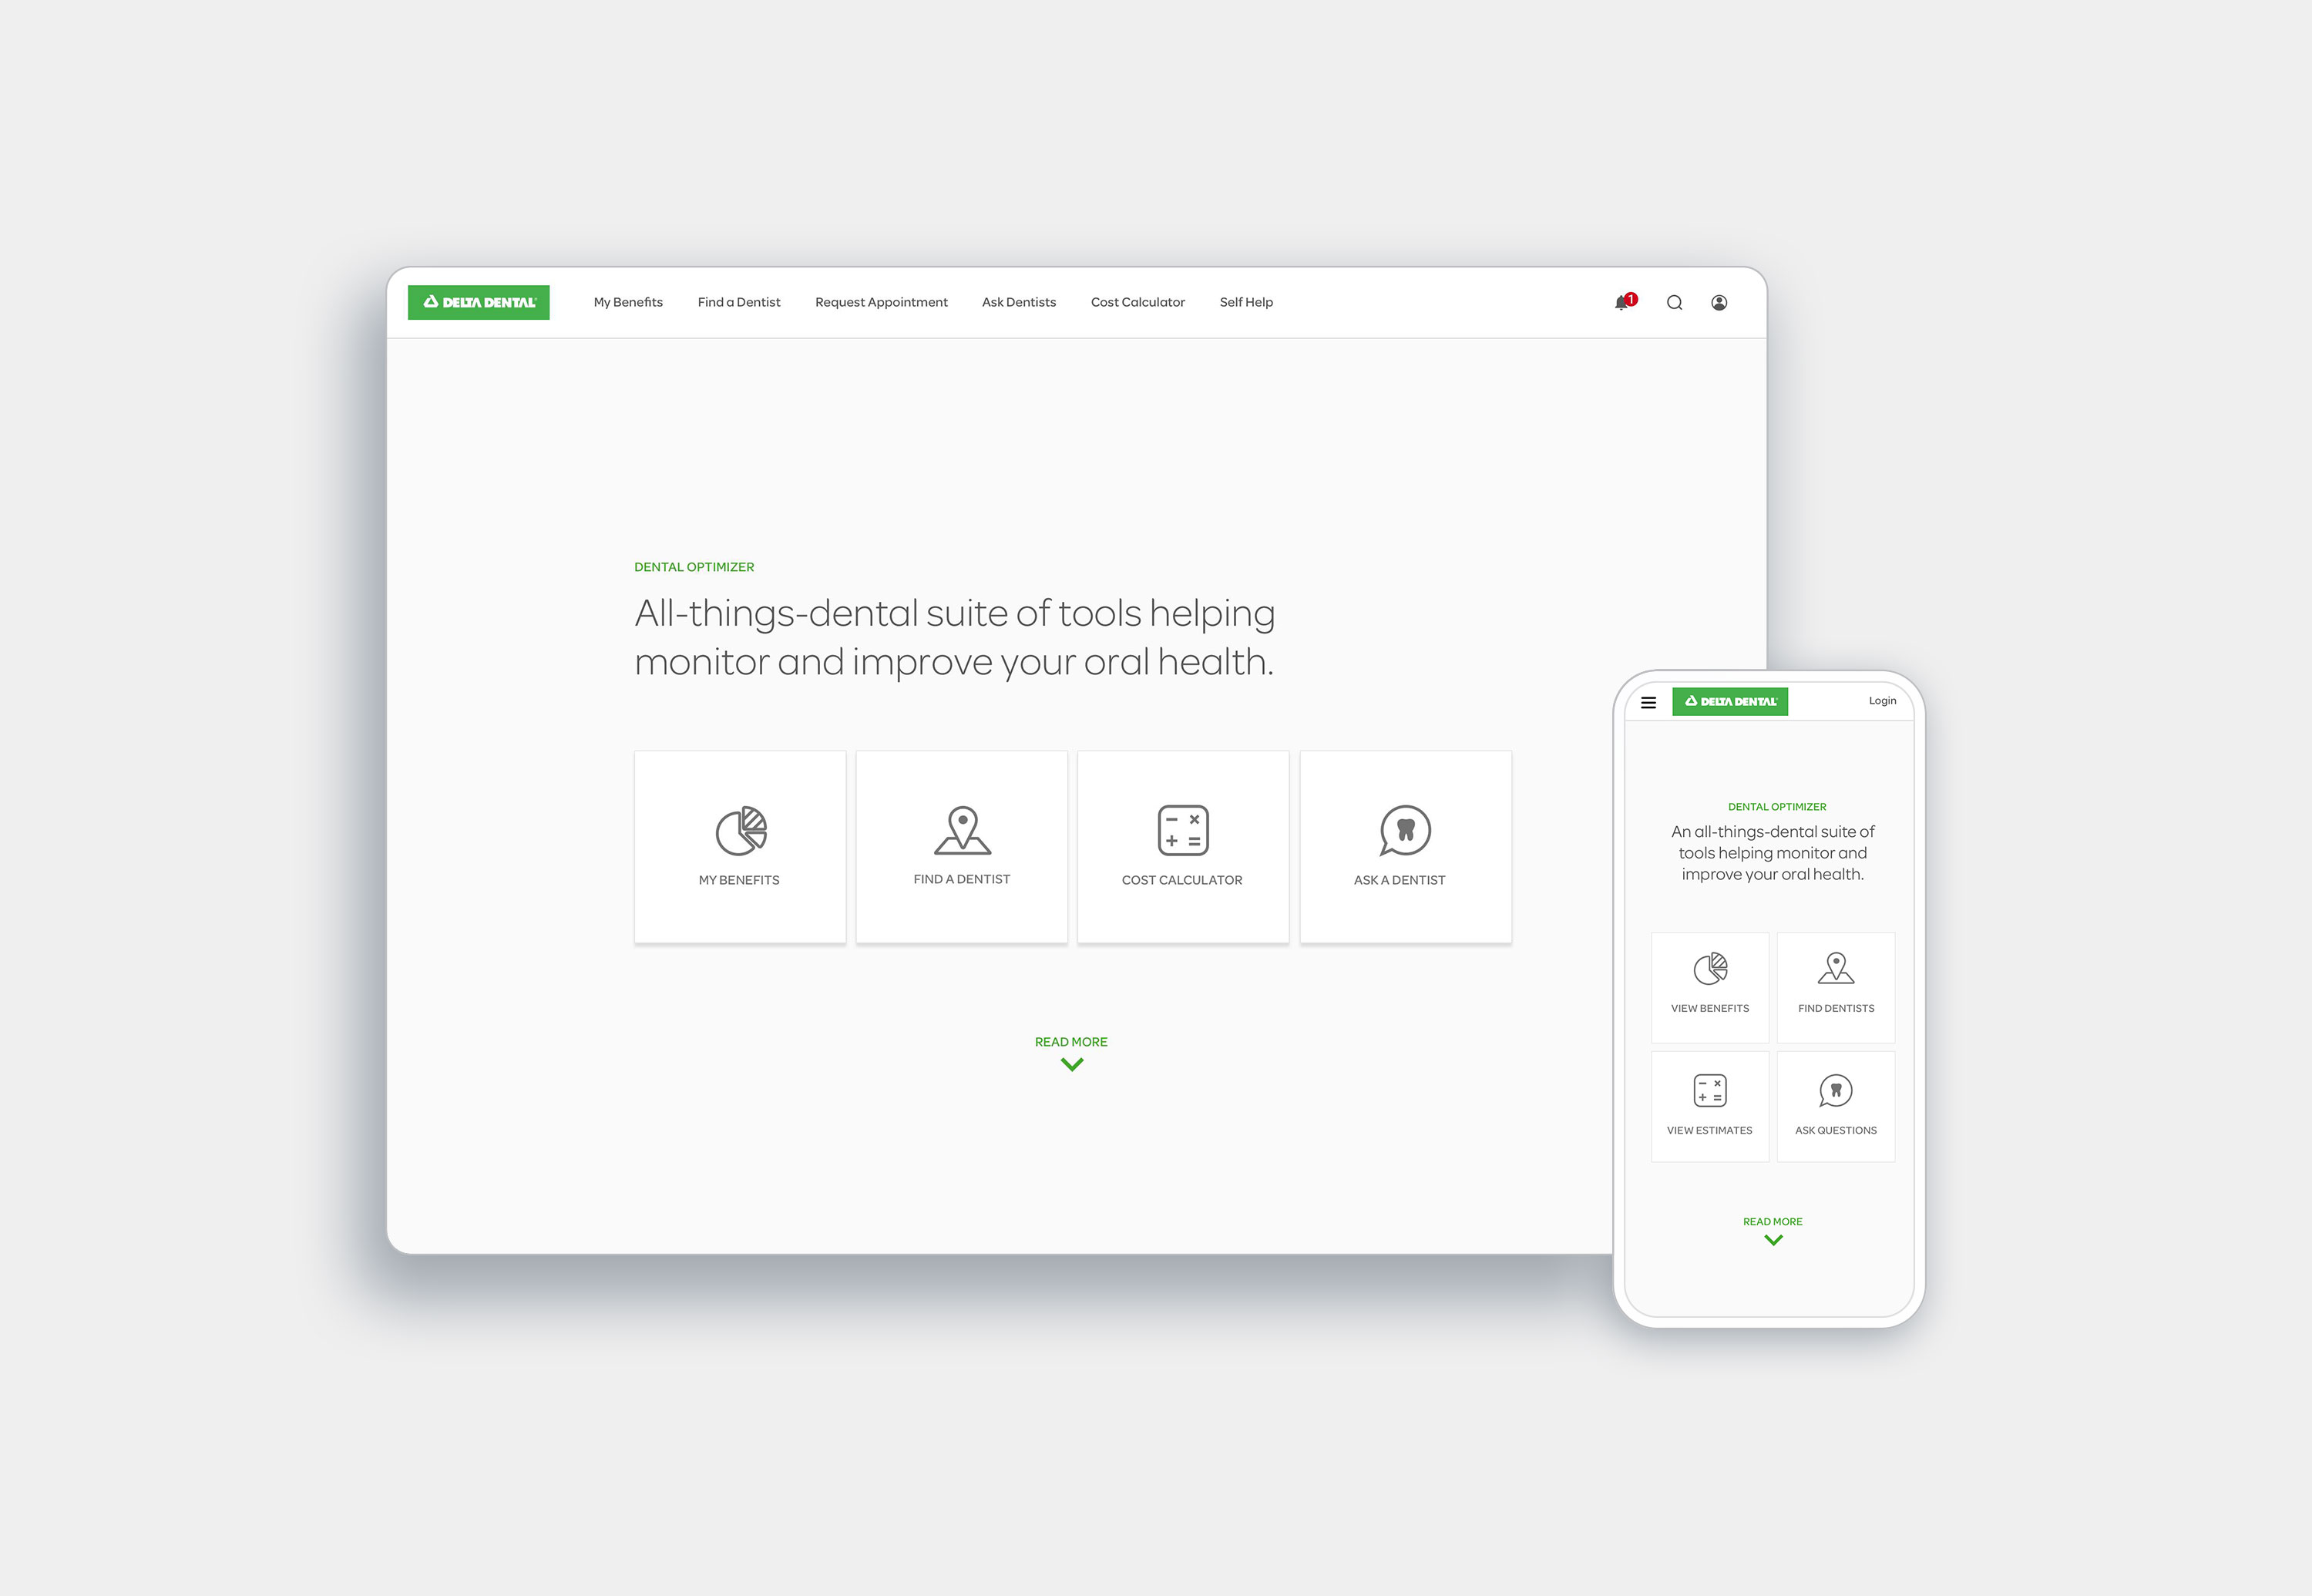 DELTA DENTAL
My Benefits
Find a Dentist
Request Appointment
Ask Dentists
Cost Calculator
Self Help
1
DENTAL OPTIMIZER
All-things-dental suite of tools helping
monitor and improve your oral health.
MY BENEFITS
FIND A DENTIST
COST CALCULATOR
ASK A DENTIST
READ MORE
DELTA DENTAL
Login
DENTAL OPTIMIZER
An all-things-dental suite of
tools helping monitor and
improve your oral health.
VIEW BENEFITS
FIND DENTISTS
VIEW ESTIMATES
ASK QUESTIONS
READ MORE